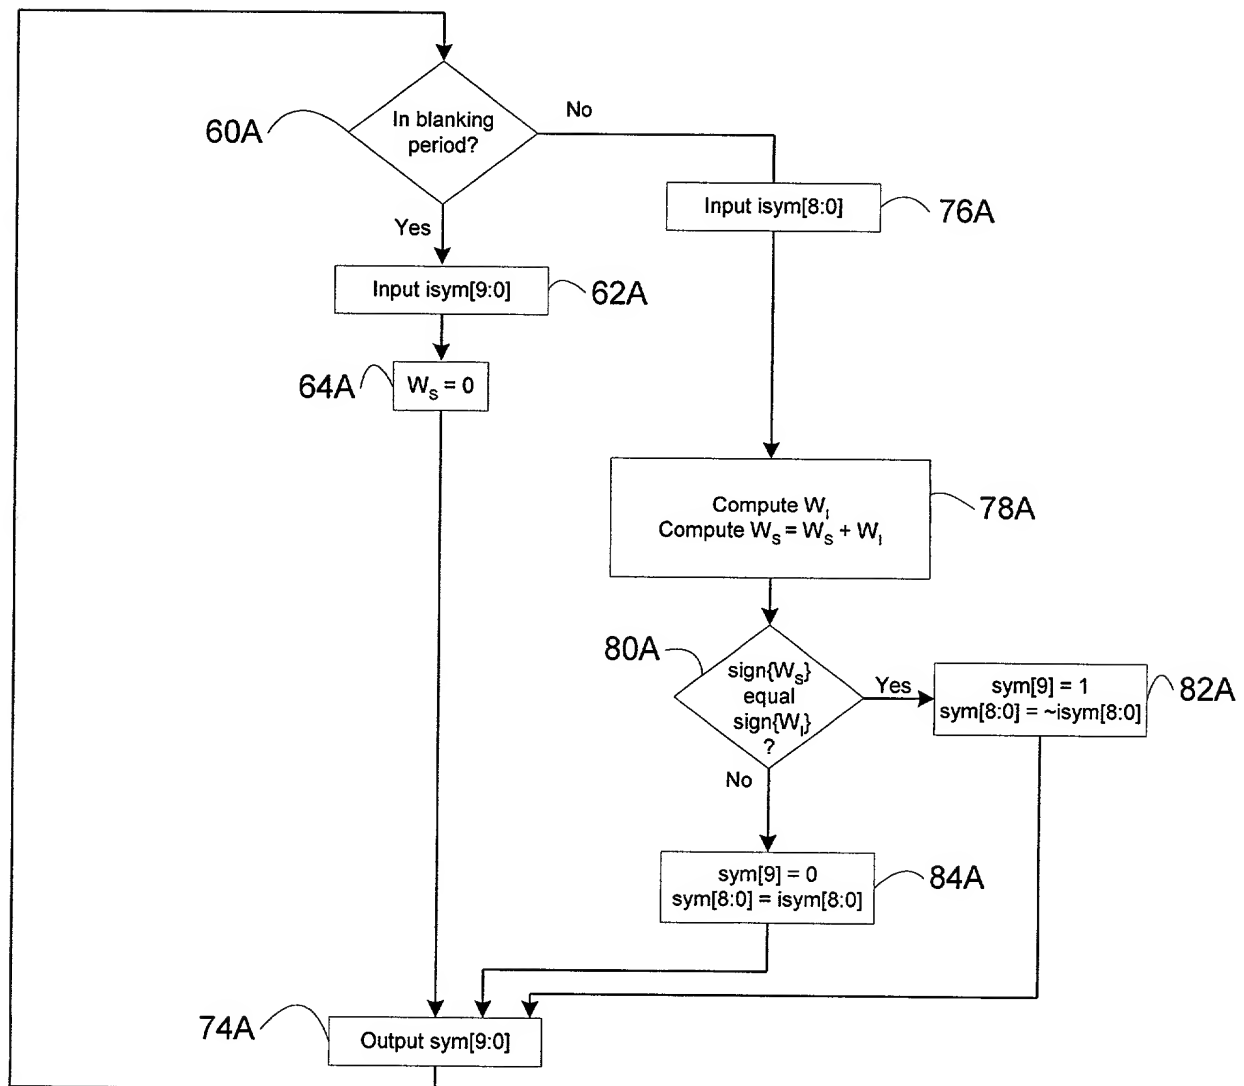 60A
In blanking
period?
No
Yes
Input isym[8:0]
76A
Input isym[9:0]
62A
64A
W_S = 0
Compute W_I
Compute W_S = W_S + W_I
78A
80A
sign{W_S}
equal
sign{W_I}
?
Yes
No
sym[9] = 1
sym[8:0] = ~isym[8:0]
82A
sym[9] = 0
sym[8:0] = isym[8:0]
84A
74A
Output sym[9:0]